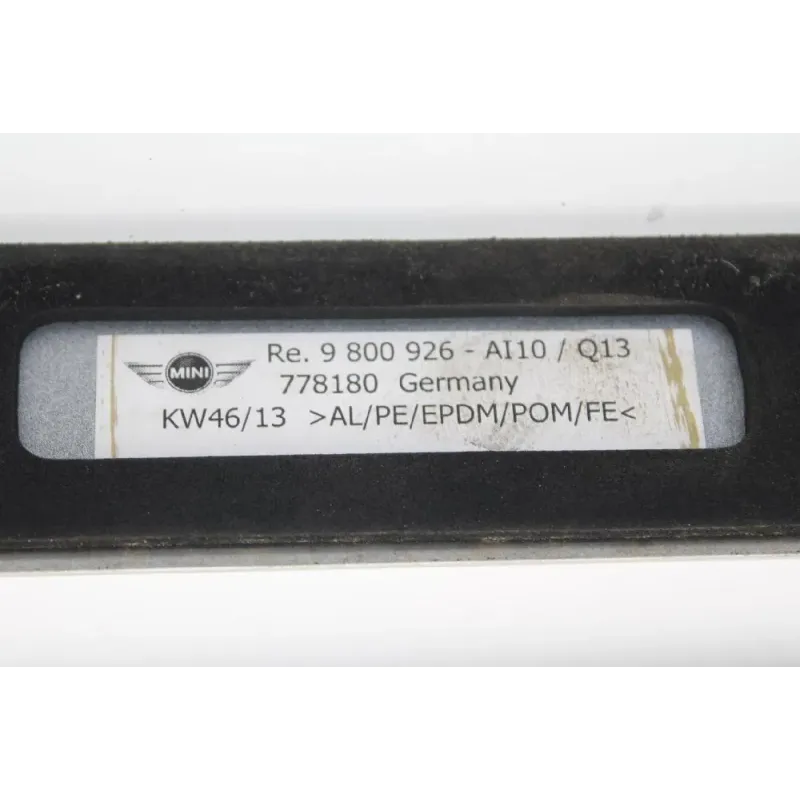 MINI
Re. 9 800 926 - AI10 / Q13
778180 Germany
KW46/13 >AL/PE/EPDM/POM/FE<